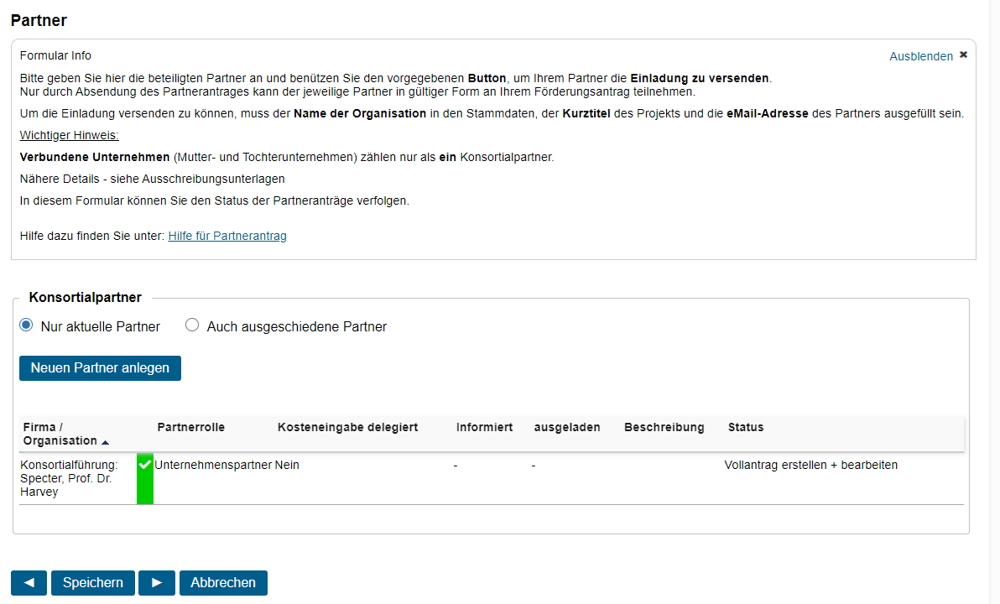 Partner
Formular Info
Ausblenden ✖
Bitte geben Sie hier die beteiligten Partner an und benützen Sie den vorgegebenen Button, um Ihrem Partner die Einladung zu versenden.
Nur durch Absendung des Partnerantrages kann der jeweilige Partner in gültiger Form an Ihrem Förderungsantrag teilnehmen.
Um die Einladung versenden zu können, muss der Name der Organisation in den Stammdaten, der Kurztitel des Projekts und die eMail-Adresse des Partners ausgefüllt sein.
Wichtiger Hinweis:
Verbundene Unternehmen (Mutter- und Tochterunternehmen) zählen nur als ein Konsortialpartner.
Nähere Details - siehe Ausschreibungsunterlagen
In diesem Formular können Sie den Status der Partneranträge verfolgen.
Hilfe dazu finden Sie unter: Hilfe für Partnerantrag
Konsortialpartner
Nur aktuelle Partner Auch ausgeschiedene Partner
Neuen Partner anlegen
Firma /
Organisation ▲ Partnerrolle Kosteneingabe delegiert Informiert ausgeladen Beschreibung Status
Konsortialführung: Unternehmenspartner Nein - - Vollantrag erstellen + bearbeiten
Specter, Prof. Dr.
Harvey
◀ Speichern ▶ Abbrechen